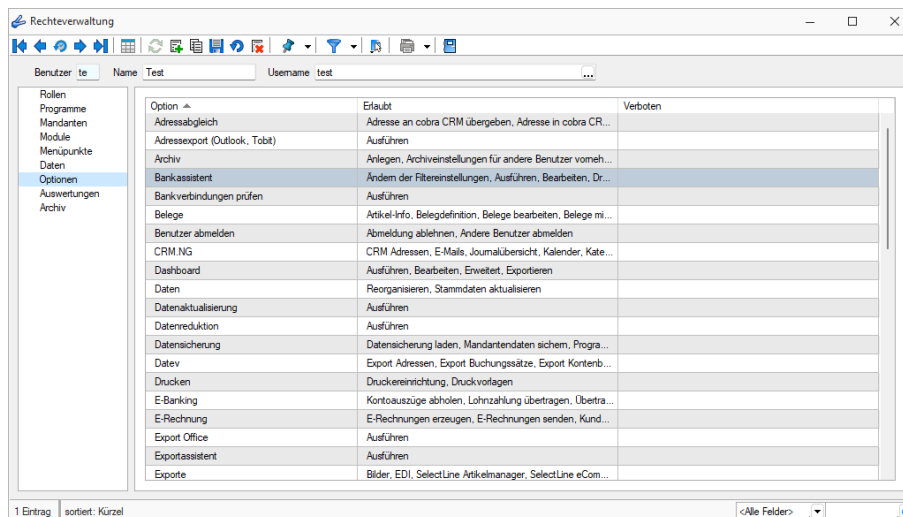 Rechteverwaltung
Benutzer te Name Test Username test ...
Rollen
Programme
Mandanten
Module
Menüpunkte
Daten
Optionen
Auswertungen
Archiv
Option Erlaubt Verboten
Adressabgleich Adresse an cobra CRM übergeben, Adresse in cobra CR...
Adressexport (Outlook, Tobit) Ausführen
Archiv Anlegen, Archiveinstellungen für andere Benutzer vorneh...
Bankassistent Ändern der Filtereinstellungen, Ausführen, Bearbeiten, Dr...
Bankverbindungen prüfen Ausführen
Belege Artikel-Info, Belegdefinition, Belege bearbeiten, Belege mi...
Benutzer abmelden Abmeldung ablehnen, Andere Benutzer abmelden
CRM.NG CRM Adressen, E-Mails, Journalübersicht, Kalender, Kate...
Dashboard Ausführen, Bearbeiten, Erweitert, Exportieren
Daten Reorganisieren, Stammdaten aktualisieren
Datenaktualisierung Ausführen
Datenreduktion Ausführen
Datensicherung Datensicherung laden, Mandantendaten sichern, Progra...
Datev Export Adressen, Export Buchungssätze, Export Kontenb...
Drucken Druckereinrichtung, Druckvorlagen
E-Banking Kontoauszüge abholen, Lohnzahlung übertragen, Übertra...
E-Rechnung E-Rechnungen erzeugen, E-Rechnungen senden, Kund...
Export Office Ausführen
Exportassistent Ausführen
Exporte Bilder, EDI, SelectLine Artikelmanager, SelectLine eCom...
1 Eintrag sortiert: Kürzel <Alle Felder>